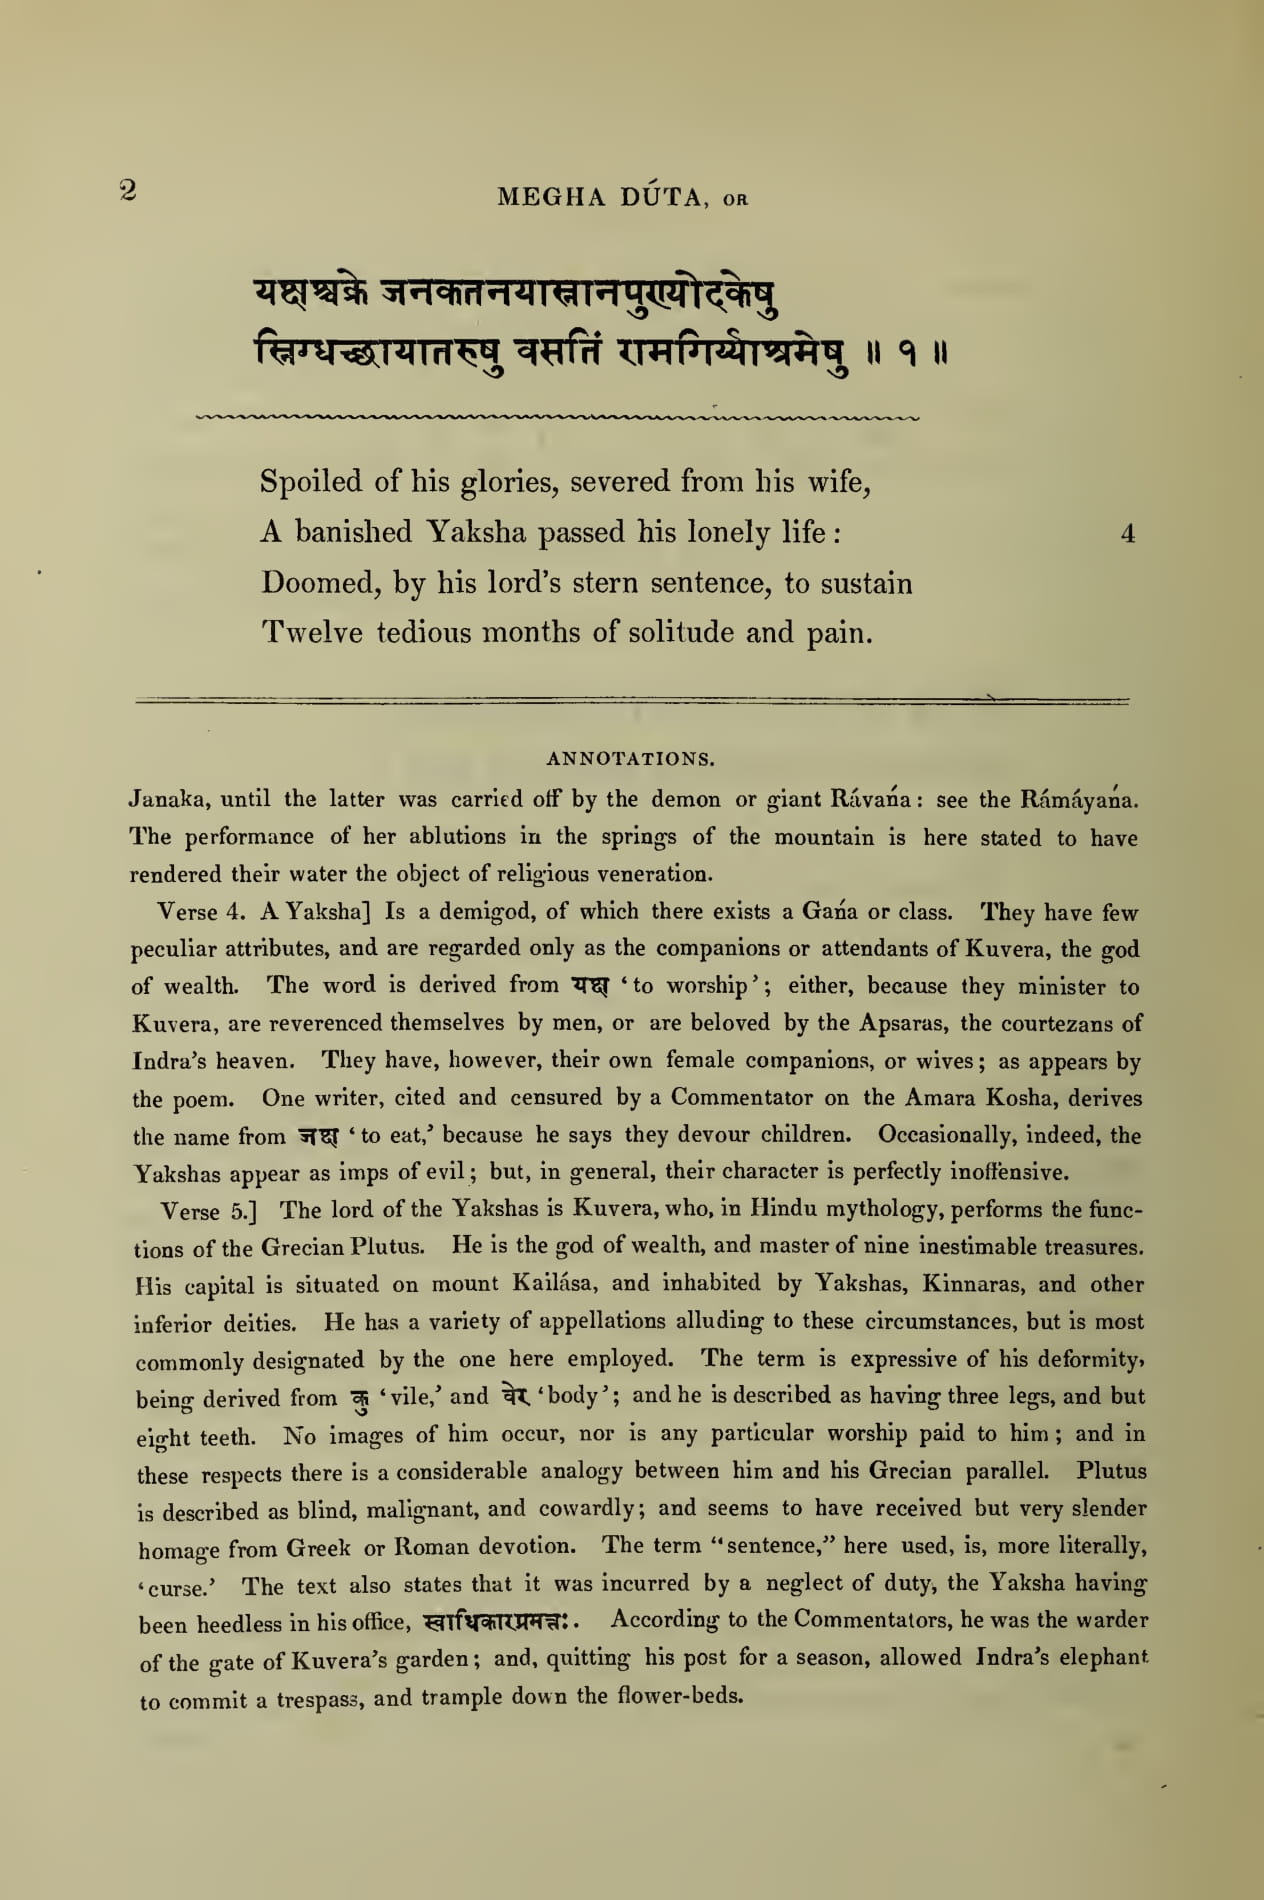 2
MEGHA DÚTA, OR
यक्षश्चक्रे जनकतनयास्नानपुण्योदकेषु
स्निग्धच्छायातरुषु वसतिं रामगिर्य्याश्रमेषु ॥ १ ॥
Spoiled of his glories, severed from his wife,
A banished Yaksha passed his lonely life : 4
Doomed, by his lord’s stern sentence, to sustain
Twelve tedious months of solitude and pain.
ANNOTATIONS.
Janaka, until the latter was carried off by the demon or giant Rávańa : see the Rámáyańa.
The performance of her ablutions in the springs of the mountain is here stated to have
rendered their water the object of religious veneration.
Verse 4. A Yaksha] Is a demigod, of which there exists a Gańa or class. They have few
peculiar attributes, and are regarded only as the companions or attendants of Kuvera, the god
of wealth. The word is derived from यक्ष ‘to worship’; either, because they minister to
Kuvera, are reverenced themselves by men, or are beloved by the Apsaras, the courtezans of
Indra’s heaven. They have, however, their own female companions, or wives; as appears by
the poem. One writer, cited and censured by a Commentator on the Amara Kosha, derives
the name from जक्ष ‘to eat,’ because he says they devour children. Occasionally, indeed, the
Yakshas appear as imps of evil; but, in general, their character is perfectly inoffensive.
Verse 5.] The lord of the Yakshas is Kuvera, who, in Hindu mythology, performs the func-
tions of the Grecian Plutus. He is the god of wealth, and master of nine inestimable treasures.
His capital is situated on mount Kailása, and inhabited by Yakshas, Kinnaras, and other
inferior deities. He has a variety of appellations alluding to these circumstances, but is most
commonly designated by the one here employed. The term is expressive of his deformity,
being derived from कु ‘vile,’ and वेर ‘body’; and he is described as having three legs, and but
eight teeth. No images of him occur, nor is any particular worship paid to him; and in
these respects there is a considerable analogy between him and his Grecian parallel. Plutus
is described as blind, malignant, and cowardly; and seems to have received but very slender
homage from Greek or Roman devotion. The term “sentence,” here used, is, more literally,
‘curse.’ The text also states that it was incurred by a neglect of duty, the Yaksha having
been heedless in his office, स्वाधिकारप्रमत्तः. According to the Commentators, he was the warder
of the gate of Kuvera’s garden; and, quitting his post for a season, allowed Indra’s elephant
to commit a trespass, and trample down the flower-beds.